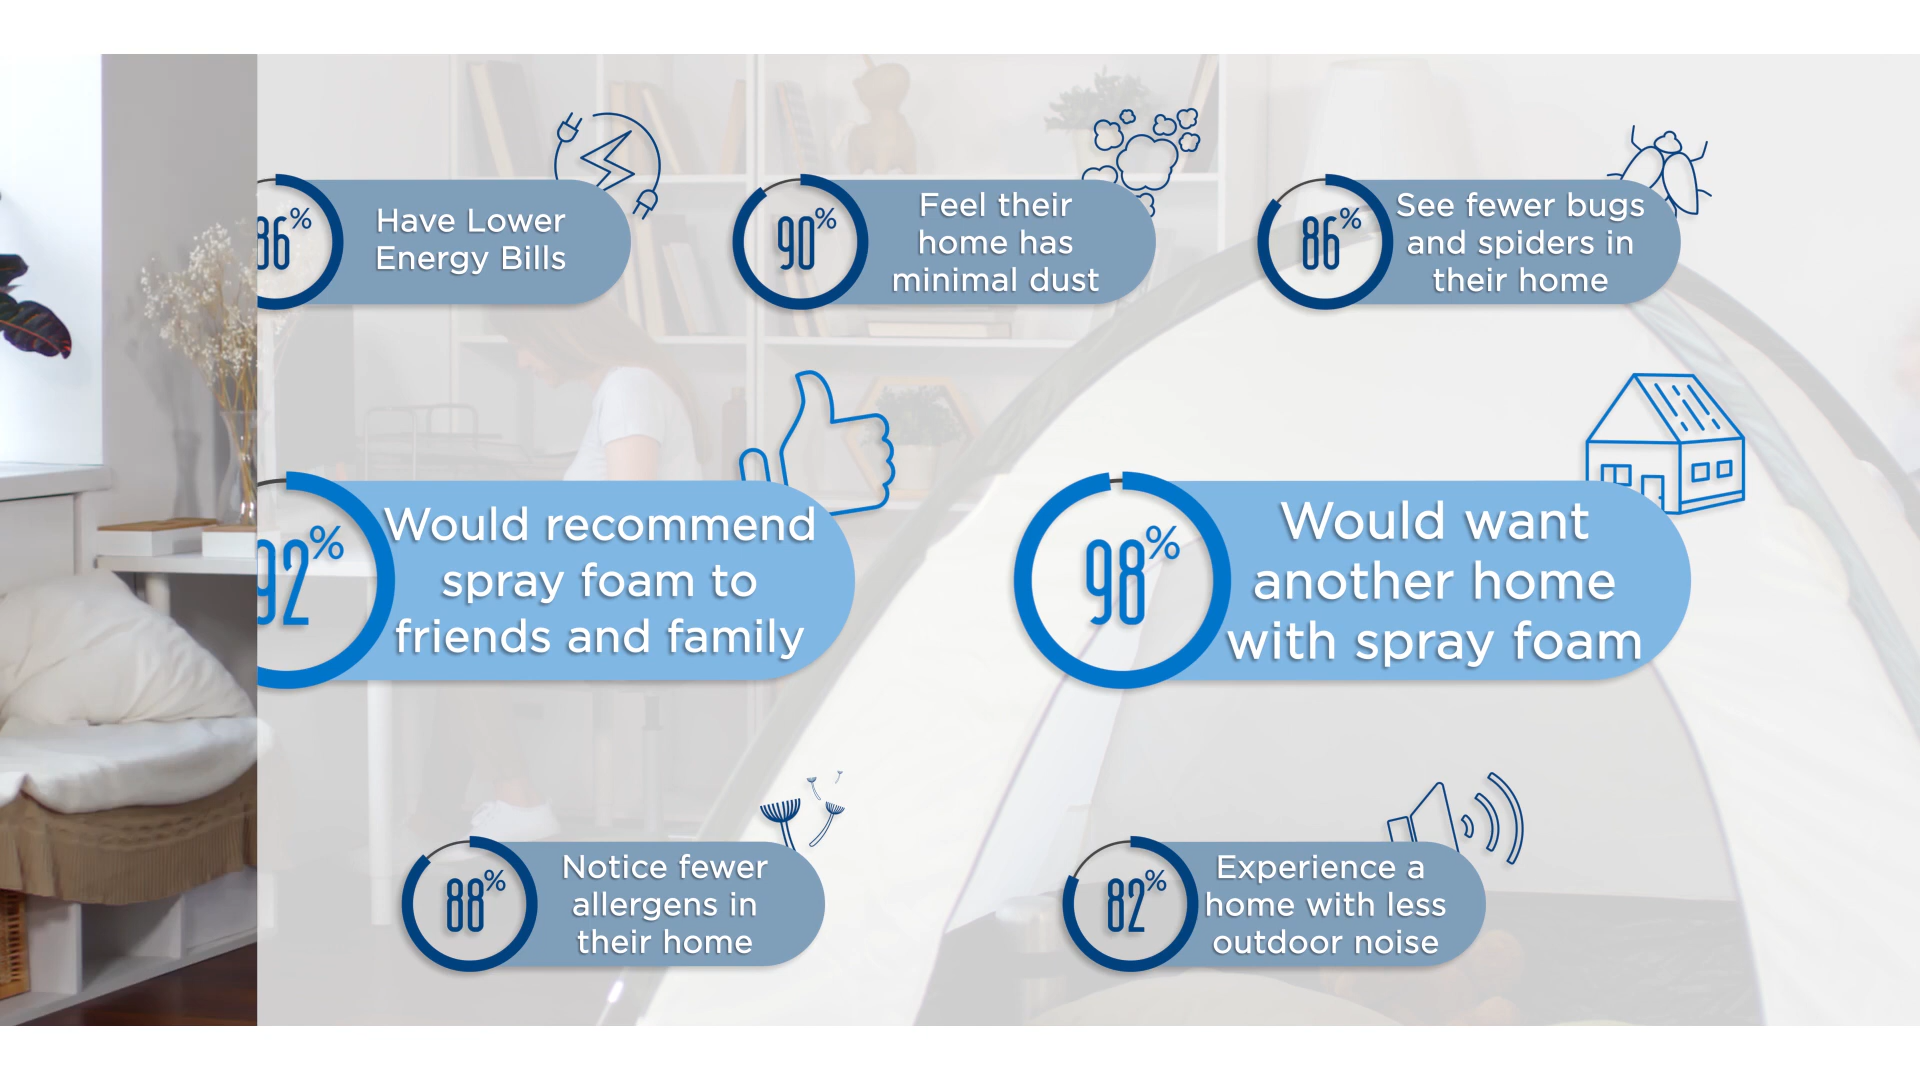 Have Lower
Energy Bills
90%
Feel their
home has
minimal dust
86%
See fewer bugs
and spiders in
their home
92%
Would recommend
spray foam to
friends and family
98%
Would want
another home
with spray foam
88%
Notice fewer
allergens in
their home
82%
Experience a
home with less
outdoor noise